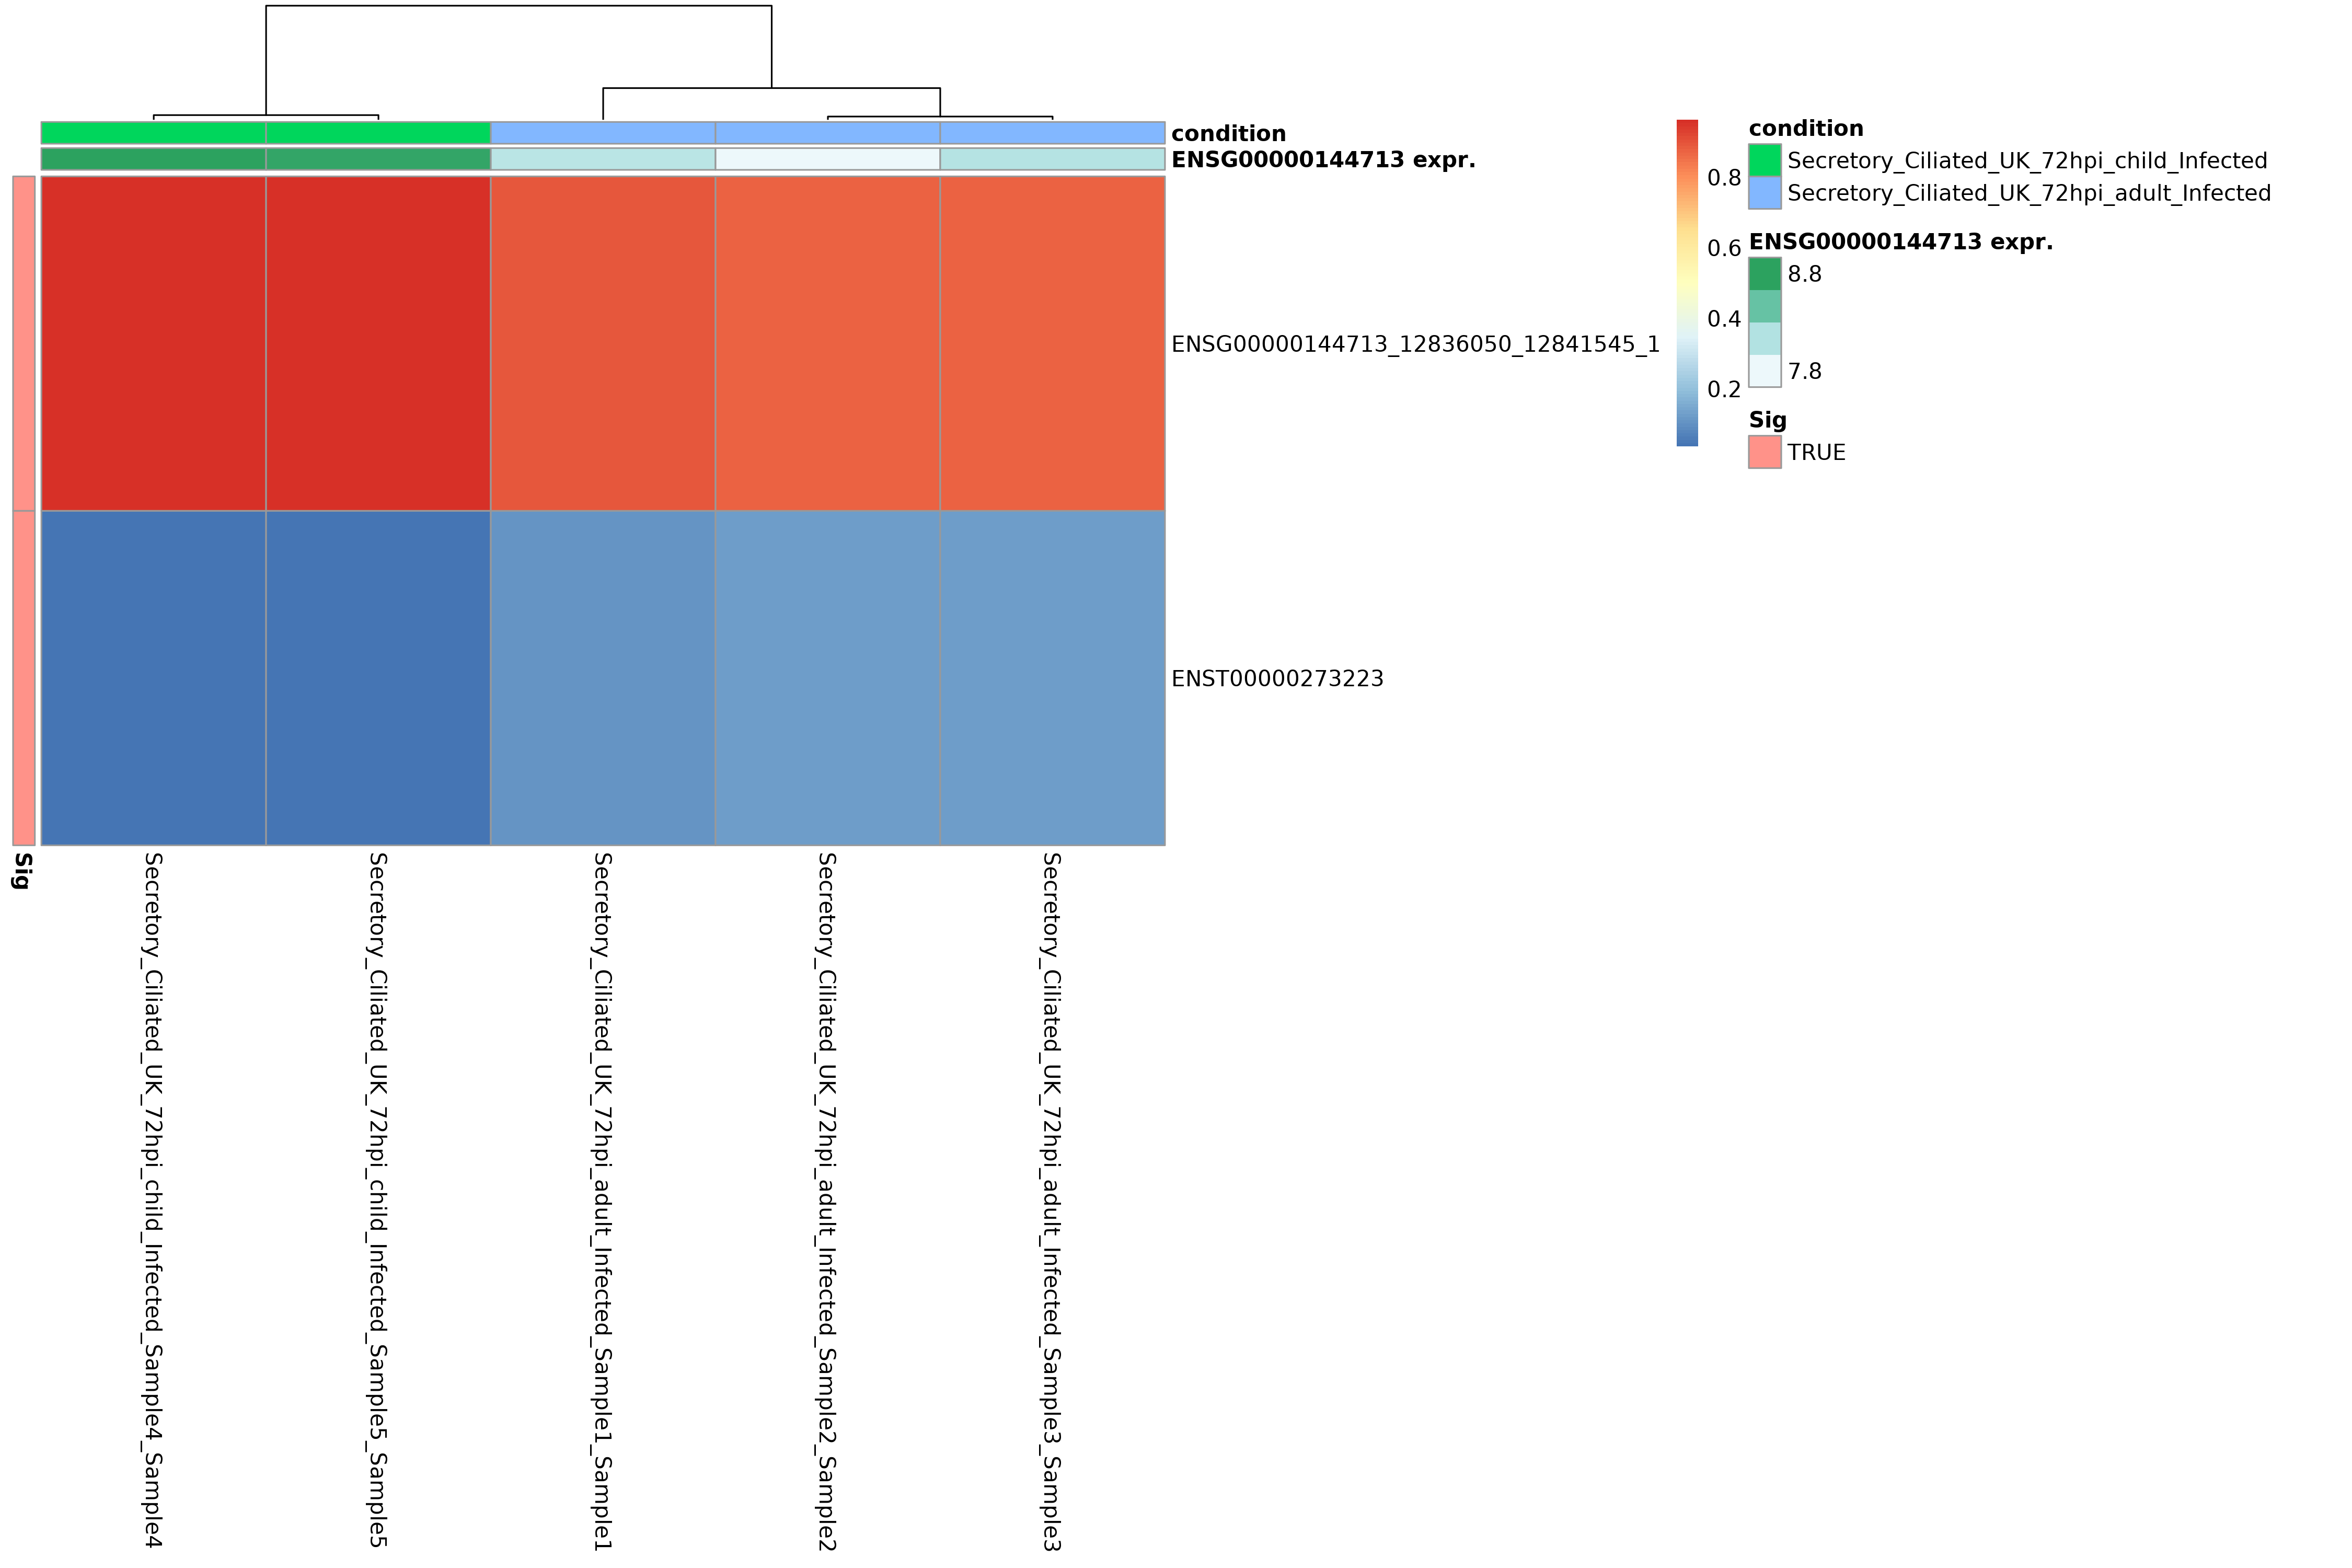 condition
ENSG00000144713 expr.
ENSG00000144713_12836050_12841545_1
ENST00000273223
Sig
Secretory_Ciliated_UK_72hpi_child_Infected_Sample4_Sample4
Secretory_Ciliated_UK_72hpi_child_Infected_Sample5_Sample5
Secretory_Ciliated_UK_72hpi_adult_Infected_Sample1_Sample1
Secretory_Ciliated_UK_72hpi_adult_Infected_Sample2_Sample2
Secretory_Ciliated_UK_72hpi_adult_Infected_Sample3_Sample3
0.8
0.6
0.4
0.2
condition
Secretory_Ciliated_UK_72hpi_child_Infected
Secretory_Ciliated_UK_72hpi_adult_Infected
ENSG00000144713 expr.
8.8
7.8
Sig
TRUE